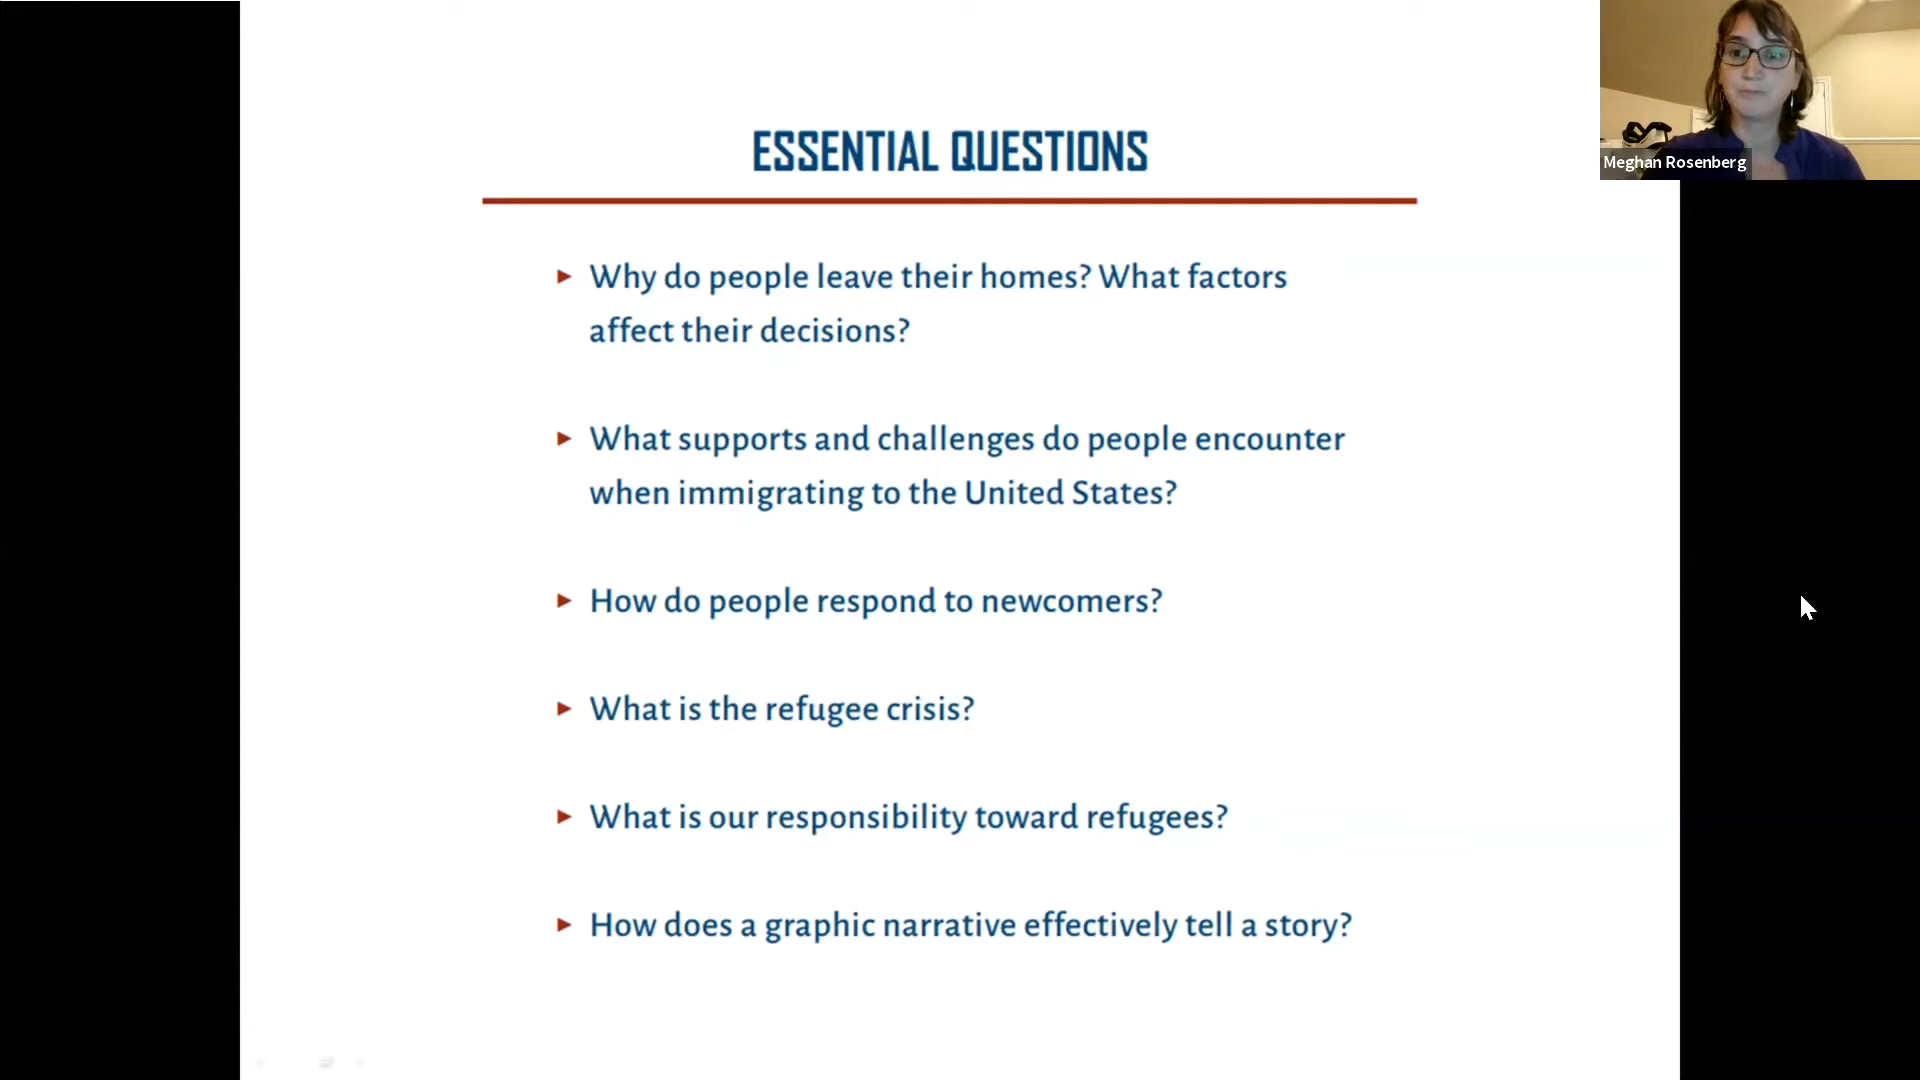 ESSENTIAL QUESTIONS
Meghan Rosenberg
▸ Why do people leave their homes? What factors
affect their decisions?
▸ What supports and challenges do people encounter
when immigrating to the United States?
▸ How do people respond to newcomers?
▸ What is the refugee crisis?
▸ What is our responsibility toward refugees?
▸ How does a graphic narrative effectively tell a story?